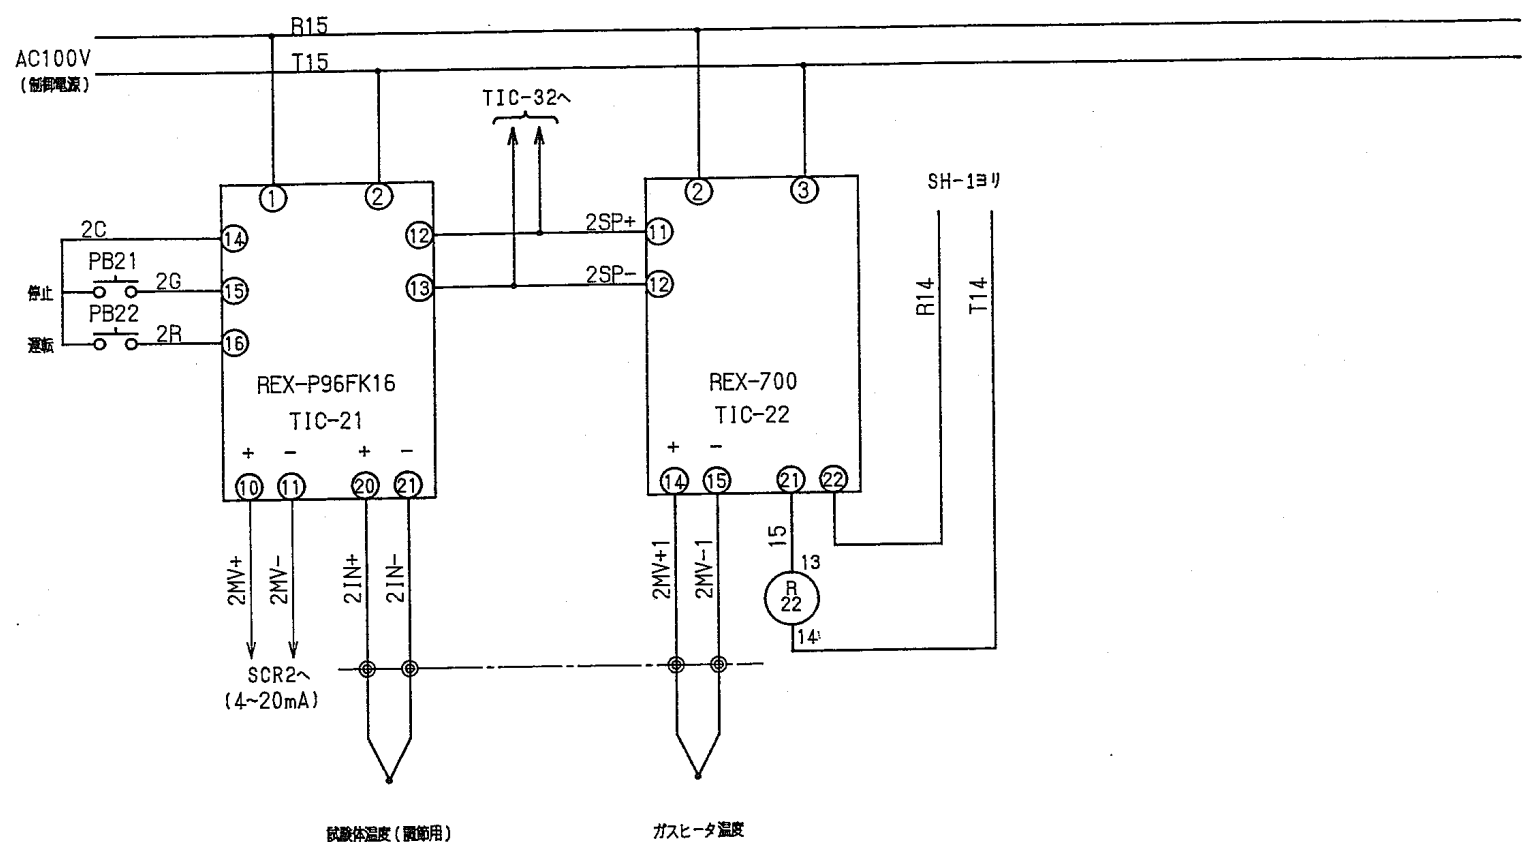 R15
AC100V
T15
(制御電源)
TIC-32へ
SH-1ヨリ
1
2
2
3
2C
14
12
2SP+
11
PB21
停止
2G
15
13
2SP-
12
R14
T14
PB22
運転
2R
16
REX-P96FK16
TIC-21
REX-700
TIC-22
+ - + -
+ -
10 11 20 21
14 15 21 22
2MV+
2MV-
2IN+
2IN-
2MV+1
2MV-1
15
13
R
22
14
SCR2へ
(4~20mA)
試験体温度(調節用)
ガスヒータ温度